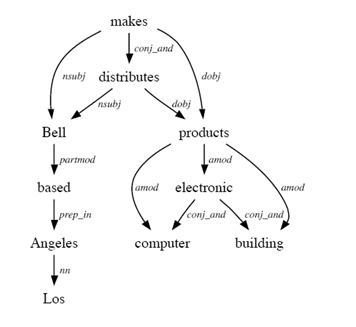 makes
conj_and
nsubj distributes dobj
nsubj dobj
Bell products
partmod amod
based amod electronic amod
prep_in conj_and conj_and
Angeles computer building
nn
Los